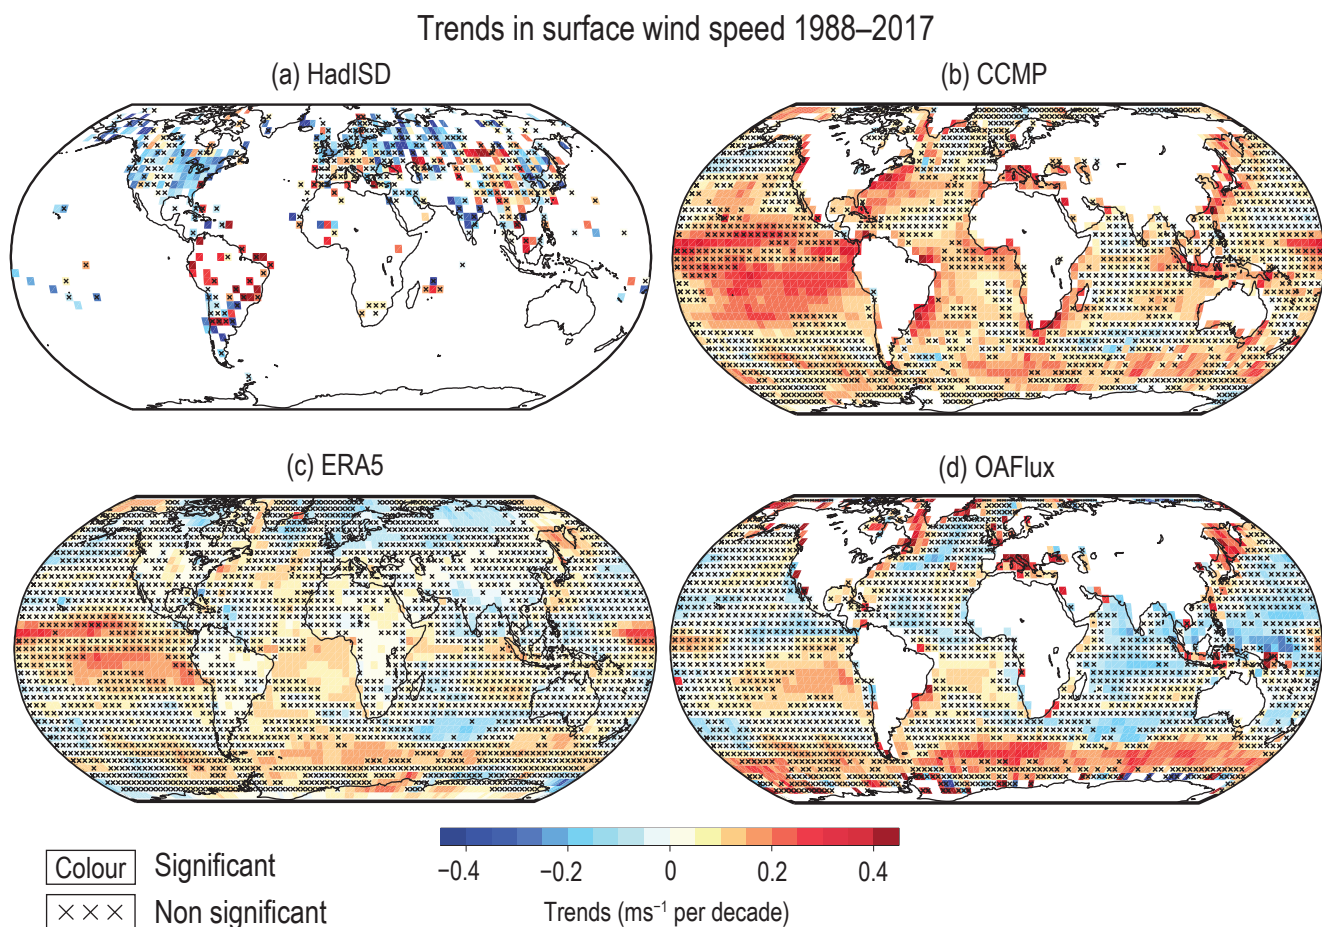 Trends in surface wind speed 1988–2017
(a) HadISD
(b) CCMP
(c) ERA5
(d) OAFlux
−0.4 −0.2 0 0.2 0.4
Trends (ms⁻¹ per decade)
Colour Significant
××× Non significant